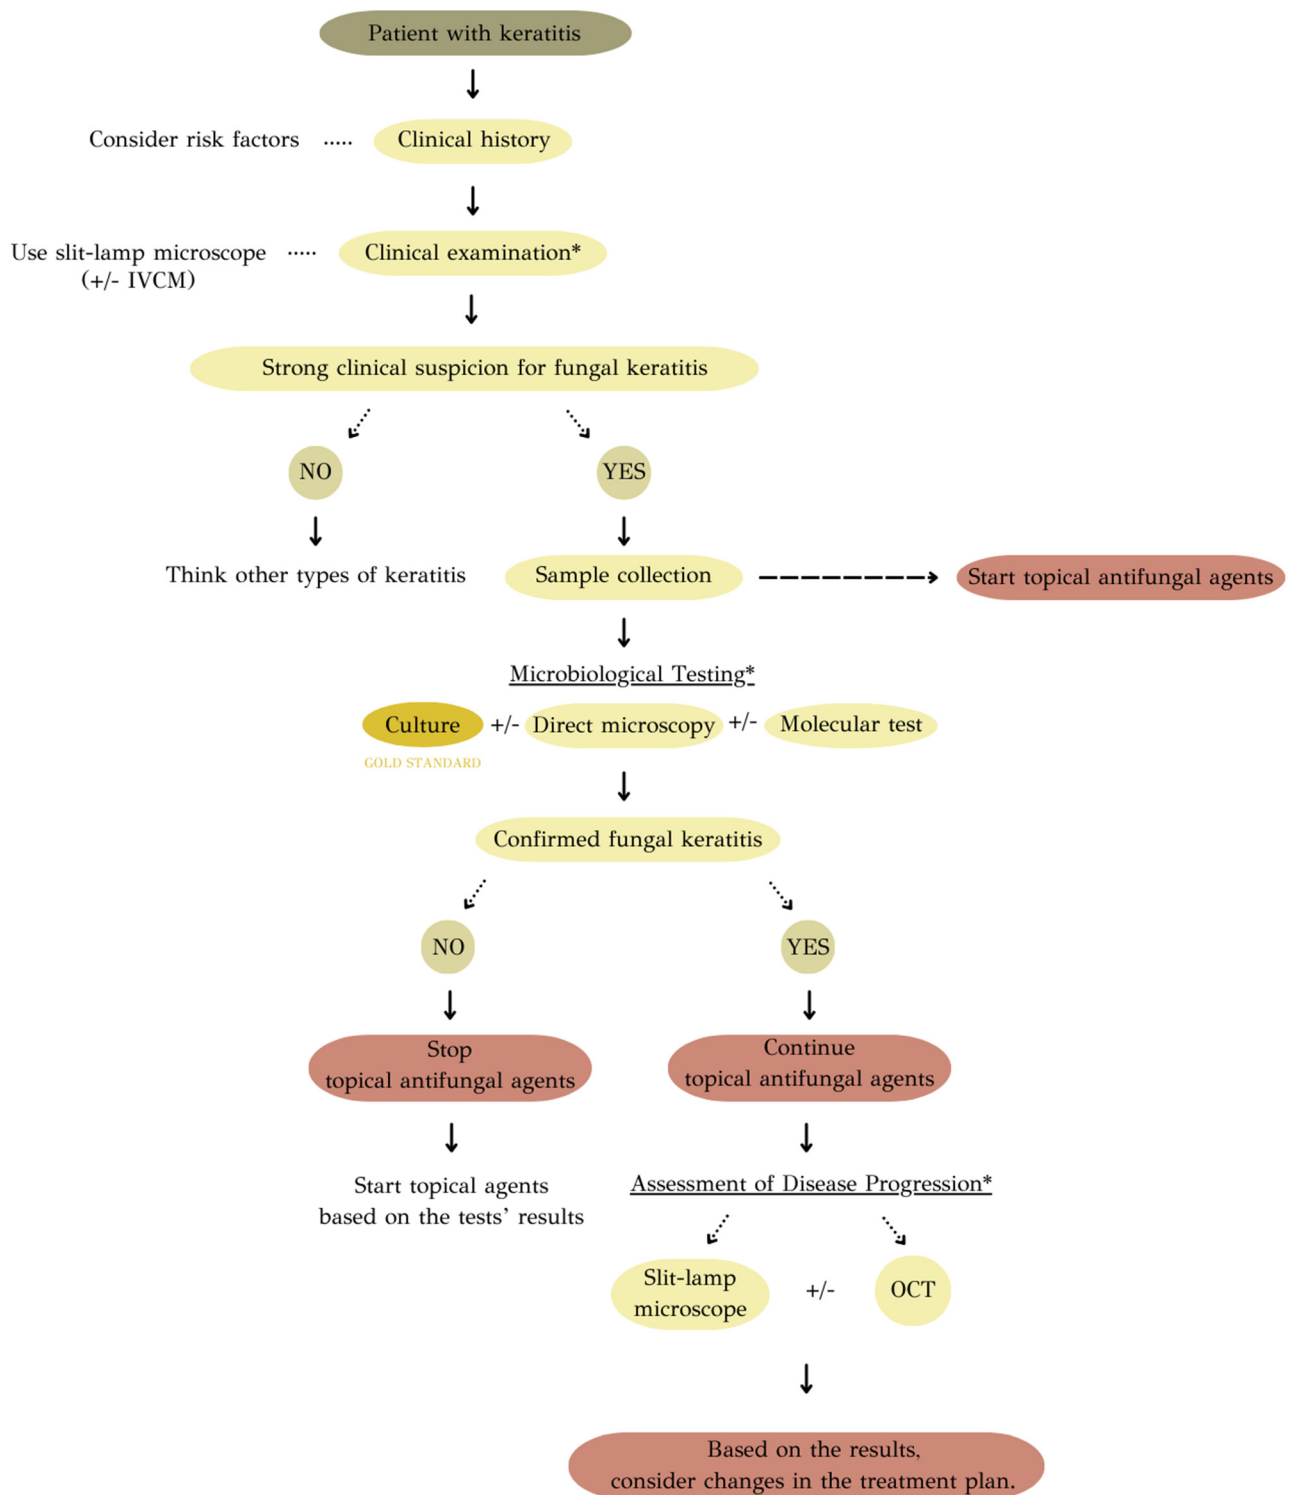 Patient with keratitis
Consider risk factors ..... Clinical history
Use slit-lamp microscope ..... Clinical examination*
(+/- IVCM)
Strong clinical suspicion for fungal keratitis
NO YES
Think other types of keratitis Sample collection Start topical antifungal agents
Microbiological Testing*
Culture +/- Direct microscopy +/- Molecular test
GOLD STANDARD
Confirmed fungal keratitis
NO YES
Stop
topical antifungal agents
Continue
topical antifungal agents
Start topical agents
based on the tests' results
Assessment of Disease Progression*
Slit-lamp
microscope
+/-
OCT
Based on the results,
consider changes in the treatment plan.